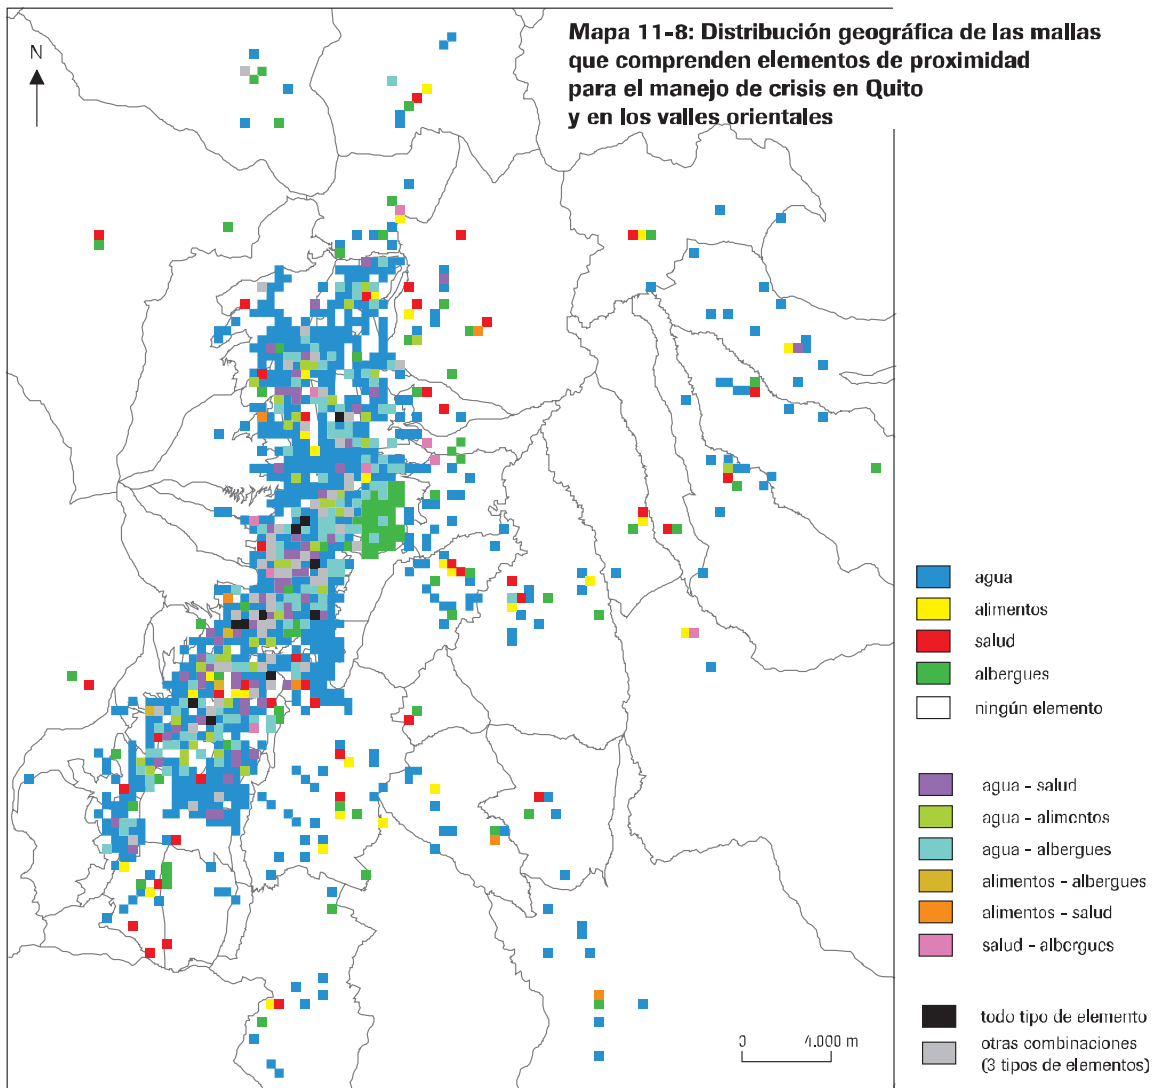 Mapa 11-8: Distribución geográfica de las mallas
que comprenden elementos de proximidad
para el manejo de crisis en Quito
y en los valles orientales
N
agua
alimentos
salud
albergues
ningún elemento
agua - salud
agua - alimentos
agua - albergues
alimentos - albergues
alimentos - salud
salud - albergues
todo tipo de elemento
otras combinaciones
(3 tipos de elementos)
0 4.000 m